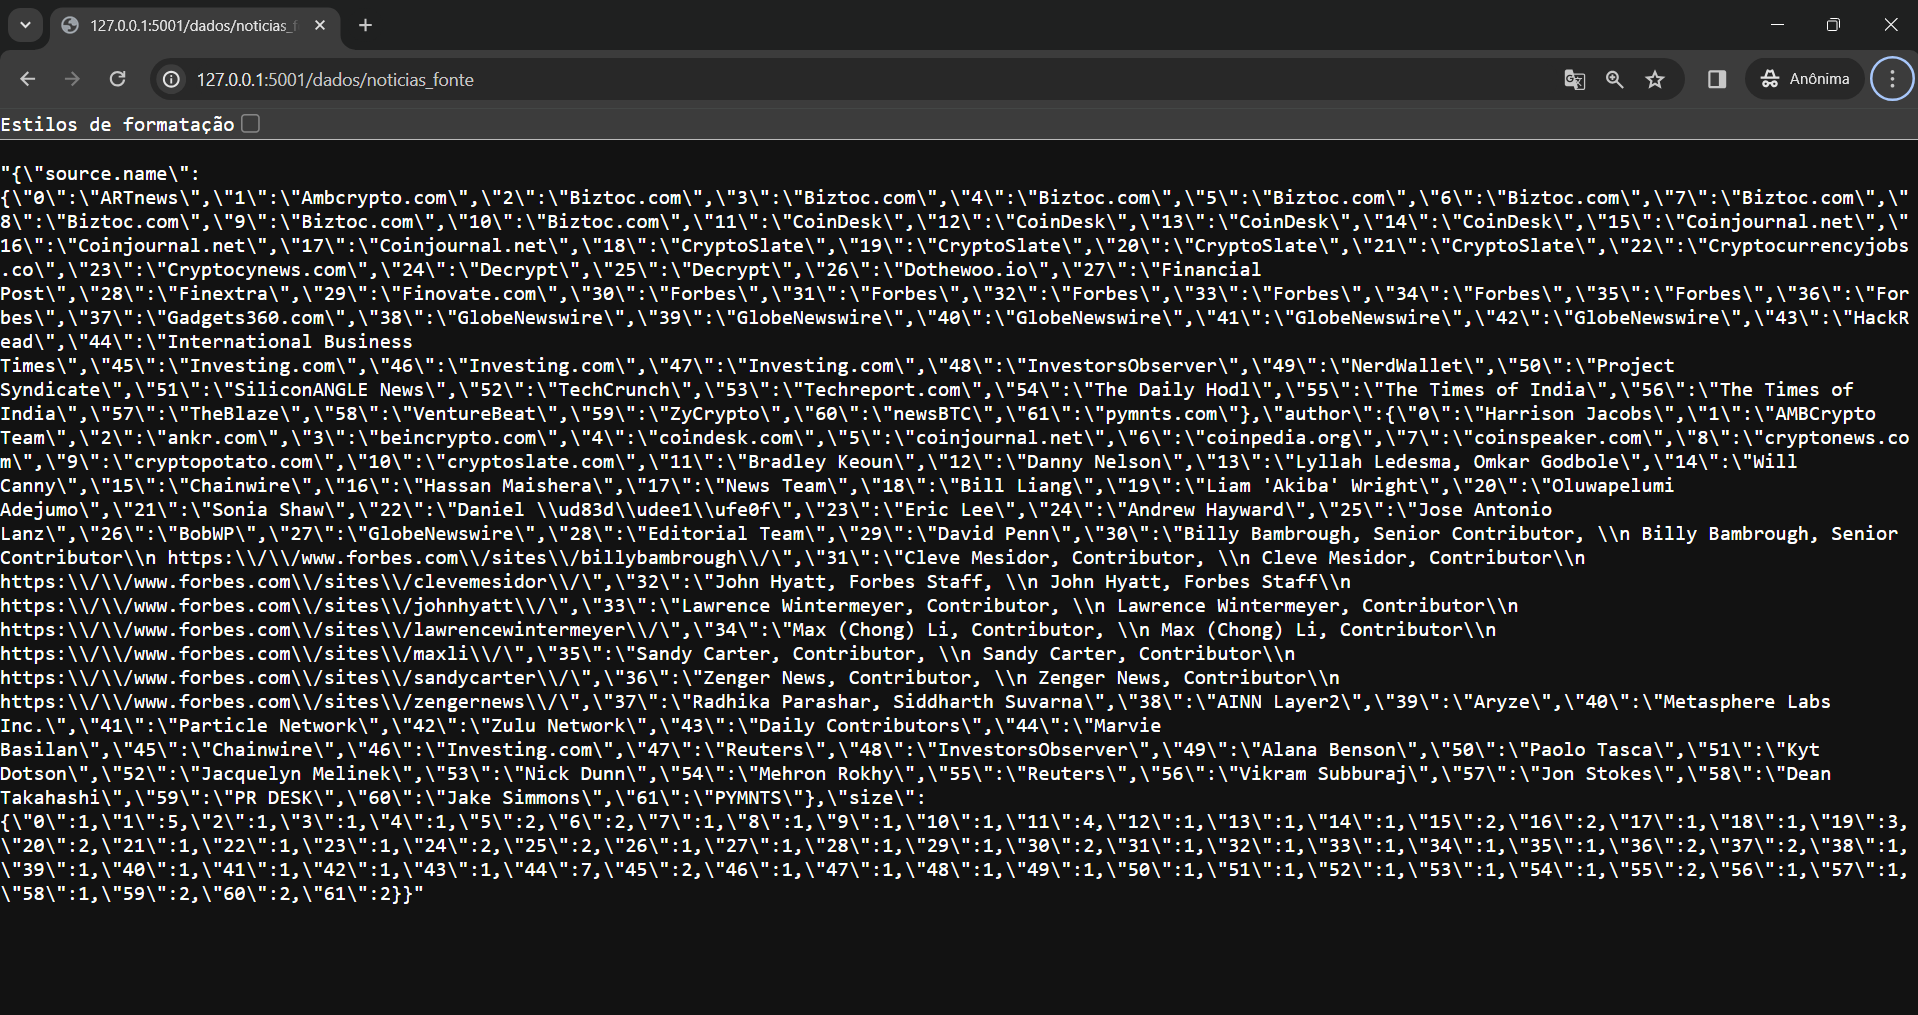 127.0.0.1:5001/dados/noticias_f
127.0.0.1:5001/dados/noticias_fonte
Anônima
Estilos de formatação
"{\"source.name\":
{\"0\":\"ARTnews\",\"1\":\"Ambcrypto.com\",\"2\":\"Biztoc.com\",\"3\":\"Biztoc.com\",\"4\":\"Biztoc.com\",\"5\":\"Biztoc.com\",\"6\":\"Biztoc.com\",\"7\":\"Biztoc.com\",\"
8\":\"Biztoc.com\",\"9\":\"Biztoc.com\",\"10\":\"Biztoc.com\",\"11\":\"CoinDesk\",\"12\":\"CoinDesk\",\"13\":\"CoinDesk\",\"14\":\"CoinDesk\",\"15\":\"Coinjournal.net\",\"
16\":\"Coinjournal.net\",\"17\":\"Coinjournal.net\",\"18\":\"CryptoSlate\",\"19\":\"CryptoSlate\",\"20\":\"CryptoSlate\",\"21\":\"CryptoSlate\",\"22\":\"Cryptocurrencyjobs
.co\",\"23\":\"Cryptocynews.com\",\"24\":\"Decrypt\",\"25\":\"Decrypt\",\"26\":\"Dothewoo.io\",\"27\":\"Financial
Post\",\"28\":\"Finextra\",\"29\":\"Finovate.com\",\"30\":\"Forbes\",\"31\":\"Forbes\",\"32\":\"Forbes\",\"33\":\"Forbes\",\"34\":\"Forbes\",\"35\":\"Forbes\",\"36\":\"For
bes\",\"37\":\"Gadgets360.com\",\"38\":\"GlobeNewswire\",\"39\":\"GlobeNewswire\",\"40\":\"GlobeNewswire\",\"41\":\"GlobeNewswire\",\"42\":\"GlobeNewswire\",\"43\":\"HackR
ead\",\"44\":\"International Business
Times\",\"45\":\"Investing.com\",\"46\":\"Investing.com\",\"47\":\"Investing.com\",\"48\":\"InvestorsObserver\",\"49\":\"NerdWallet\",\"50\":\"Project
Syndicate\",\"51\":\"SiliconANGLE News\",\"52\":\"TechCrunch\",\"53\":\"Techreport.com\",\"54\":\"The Daily Hodl\",\"55\":\"The Times of India\",\"56\":\"The Times of
India\",\"57\":\"TheBlaze\",\"58\":\"VentureBeat\",\"59\":\"ZyCrypto\",\"60\":\"newsBTC\",\"61\":\"pymnts.com\"},\"author\":{\"0\":\"Harrison Jacobs\",\"1\":\"AMBCrypto
Team\",\"2\":\"ankr.com\",\"3\":\"beincrypto.com\",\"4\":\"coindesk.com\",\"5\":\"coinjournal.net\",\"6\":\"coinpedia.org\",\"7\":\"coinspeaker.com\",\"8\":\"cryptonews.co
m\",\"9\":\"cryptopotato.com\",\"10\":\"cryptoslate.com\",\"11\":\"Bradley Keoun\",\"12\":\"Danny Nelson\",\"13\":\"Lyllah Ledesma, Omkar Godbole\",\"14\":\"Will
Canny\",\"15\":\"Chainwire\",\"16\":\"Hassan Maishera\",\"17\":\"News Team\",\"18\":\"Bill Liang\",\"19\":\"Liam 'Akiba' Wright\",\"20\":\"Oluwapelumi
Adejumo\",\"21\":\"Sonia Shaw\",\"22\":\"Daniel \\ud83d\\udee1\\ufe0f\",\"23\":\"Eric Lee\",\"24\":\"Andrew Hayward\",\"25\":\"Jose Antonio
Lanz\",\"26\":\"BobWP\",\"27\":\"GlobeNewswire\",\"28\":\"Editorial Team\",\"29\":\"David Penn\",\"30\":\"Billy Bambrough, Senior Contributor, \\n Billy Bambrough, Senior
Contributor\\n https:\\/\\/www.forbes.com\\/sites\\/billybambrough\\/\",\"31\":\"Cleve Mesidor, Contributor, \\n Cleve Mesidor, Contributor\\n
https:\\/\\/www.forbes.com\\/sites\\/clevemesidor\\/\",\"32\":\"John Hyatt, Forbes Staff, \\n John Hyatt, Forbes Staff\\n
https:\\/\\/www.forbes.com\\/sites\\/johnhyatt\\/\",\"33\":\"Lawrence Wintermeyer, Contributor, \\n Lawrence Wintermeyer, Contributor\\n
https:\\/\\/www.forbes.com\\/sites\\/lawrencewintermeyer\\/\",\"34\":\"Max (Chong) Li, Contributor, \\n Max (Chong) Li, Contributor\\n
https:\\/\\/www.forbes.com\\/sites\\/maxli\\/\",\"35\":\"Sandy Carter, Contributor, \\n Sandy Carter, Contributor\\n
https:\\/\\/www.forbes.com\\/sites\\/sandycarter\\/\",\"36\":\"Zenger News, Contributor, \\n Zenger News, Contributor\\n
https:\\/\\/www.forbes.com\\/sites\\/zengernews\\/\",\"37\":\"Radhika Parashar, Siddharth Suvarna\",\"38\":\"AINN Layer2\",\"39\":\"Aryze\",\"40\":\"Metasphere Labs
Inc.\",\"41\":\"Particle Network\",\"42\":\"Zulu Network\",\"43\":\"Daily Contributors\",\"44\":\"Marvie
Basilan\",\"45\":\"Chainwire\",\"46\":\"Investing.com\",\"47\":\"Reuters\",\"48\":\"InvestorsObserver\",\"49\":\"Alana Benson\",\"50\":\"Paolo Tasca\",\"51\":\"Kyt
Dotson\",\"52\":\"Jacquelyn Melinek\",\"53\":\"Nick Dunn\",\"54\":\"Mehron Rokhy\",\"55\":\"Reuters\",\"56\":\"Vikram Subburaj\",\"57\":\"Jon Stokes\",\"58\":\"Dean
Takahashi\",\"59\":\"PR DESK\",\"60\":\"Jake Simmons\",\"61\":\"PYMNTS\"},\"size\":
{\"0\":1,\"1\":5,\"2\":1,\"3\":1,\"4\":1,\"5\":2,\"6\":2,\"7\":1,\"8\":1,\"9\":1,\"10\":1,\"11\":4,\"12\":1,\"13\":1,\"14\":1,\"15\":2,\"16\":2,\"17\":1,\"18\":1,\"19\":3,
\"20\":2,\"21\":1,\"22\":1,\"23\":1,\"24\":2,\"25\":2,\"26\":1,\"27\":1,\"28\":1,\"29\":1,\"30\":2,\"31\":1,\"32\":1,\"33\":1,\"34\":1,\"35\":1,\"36\":2,\"37\":2,\"38\":1,
\"39\":1,\"40\":1,\"41\":1,\"42\":1,\"43\":1,\"44\":7,\"45\":2,\"46\":1,\"47\":1,\"48\":1,\"49\":1,\"50\":1,\"51\":1,\"52\":1,\"53\":1,\"54\":1,\"55\":2,\"56\":1,\"57\":1,
\"58\":1,\"59\":2,\"60\":2,\"61\":2}}"